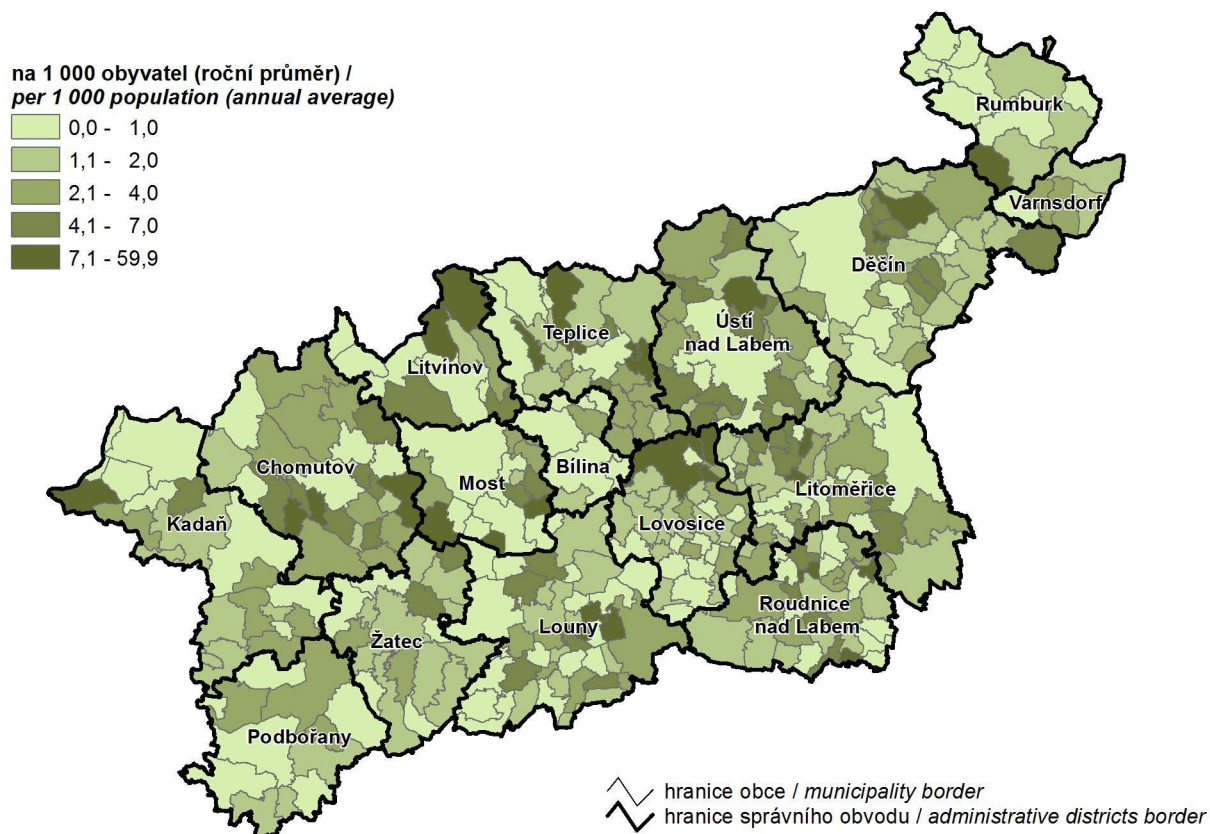 na 1 000 obyvatel (roční průměr) /
per 1 000 population (annual average)
0,0 - 1,0
1,1 - 2,0
2,1 - 4,0
4,1 - 7,0
7,1 - 59,9
Rumburk
Varnsdorf
Děčín
Ústí
nad Labem
Teplice
Litvínov
Chomutov
Most
Bílina
Litoměřice
Kadaň
Lovosice
Roudnice
nad Labem
Louny
Žatec
Podbořany
hranice obce / municipality border
hranice správního obvodu / administrative districts border